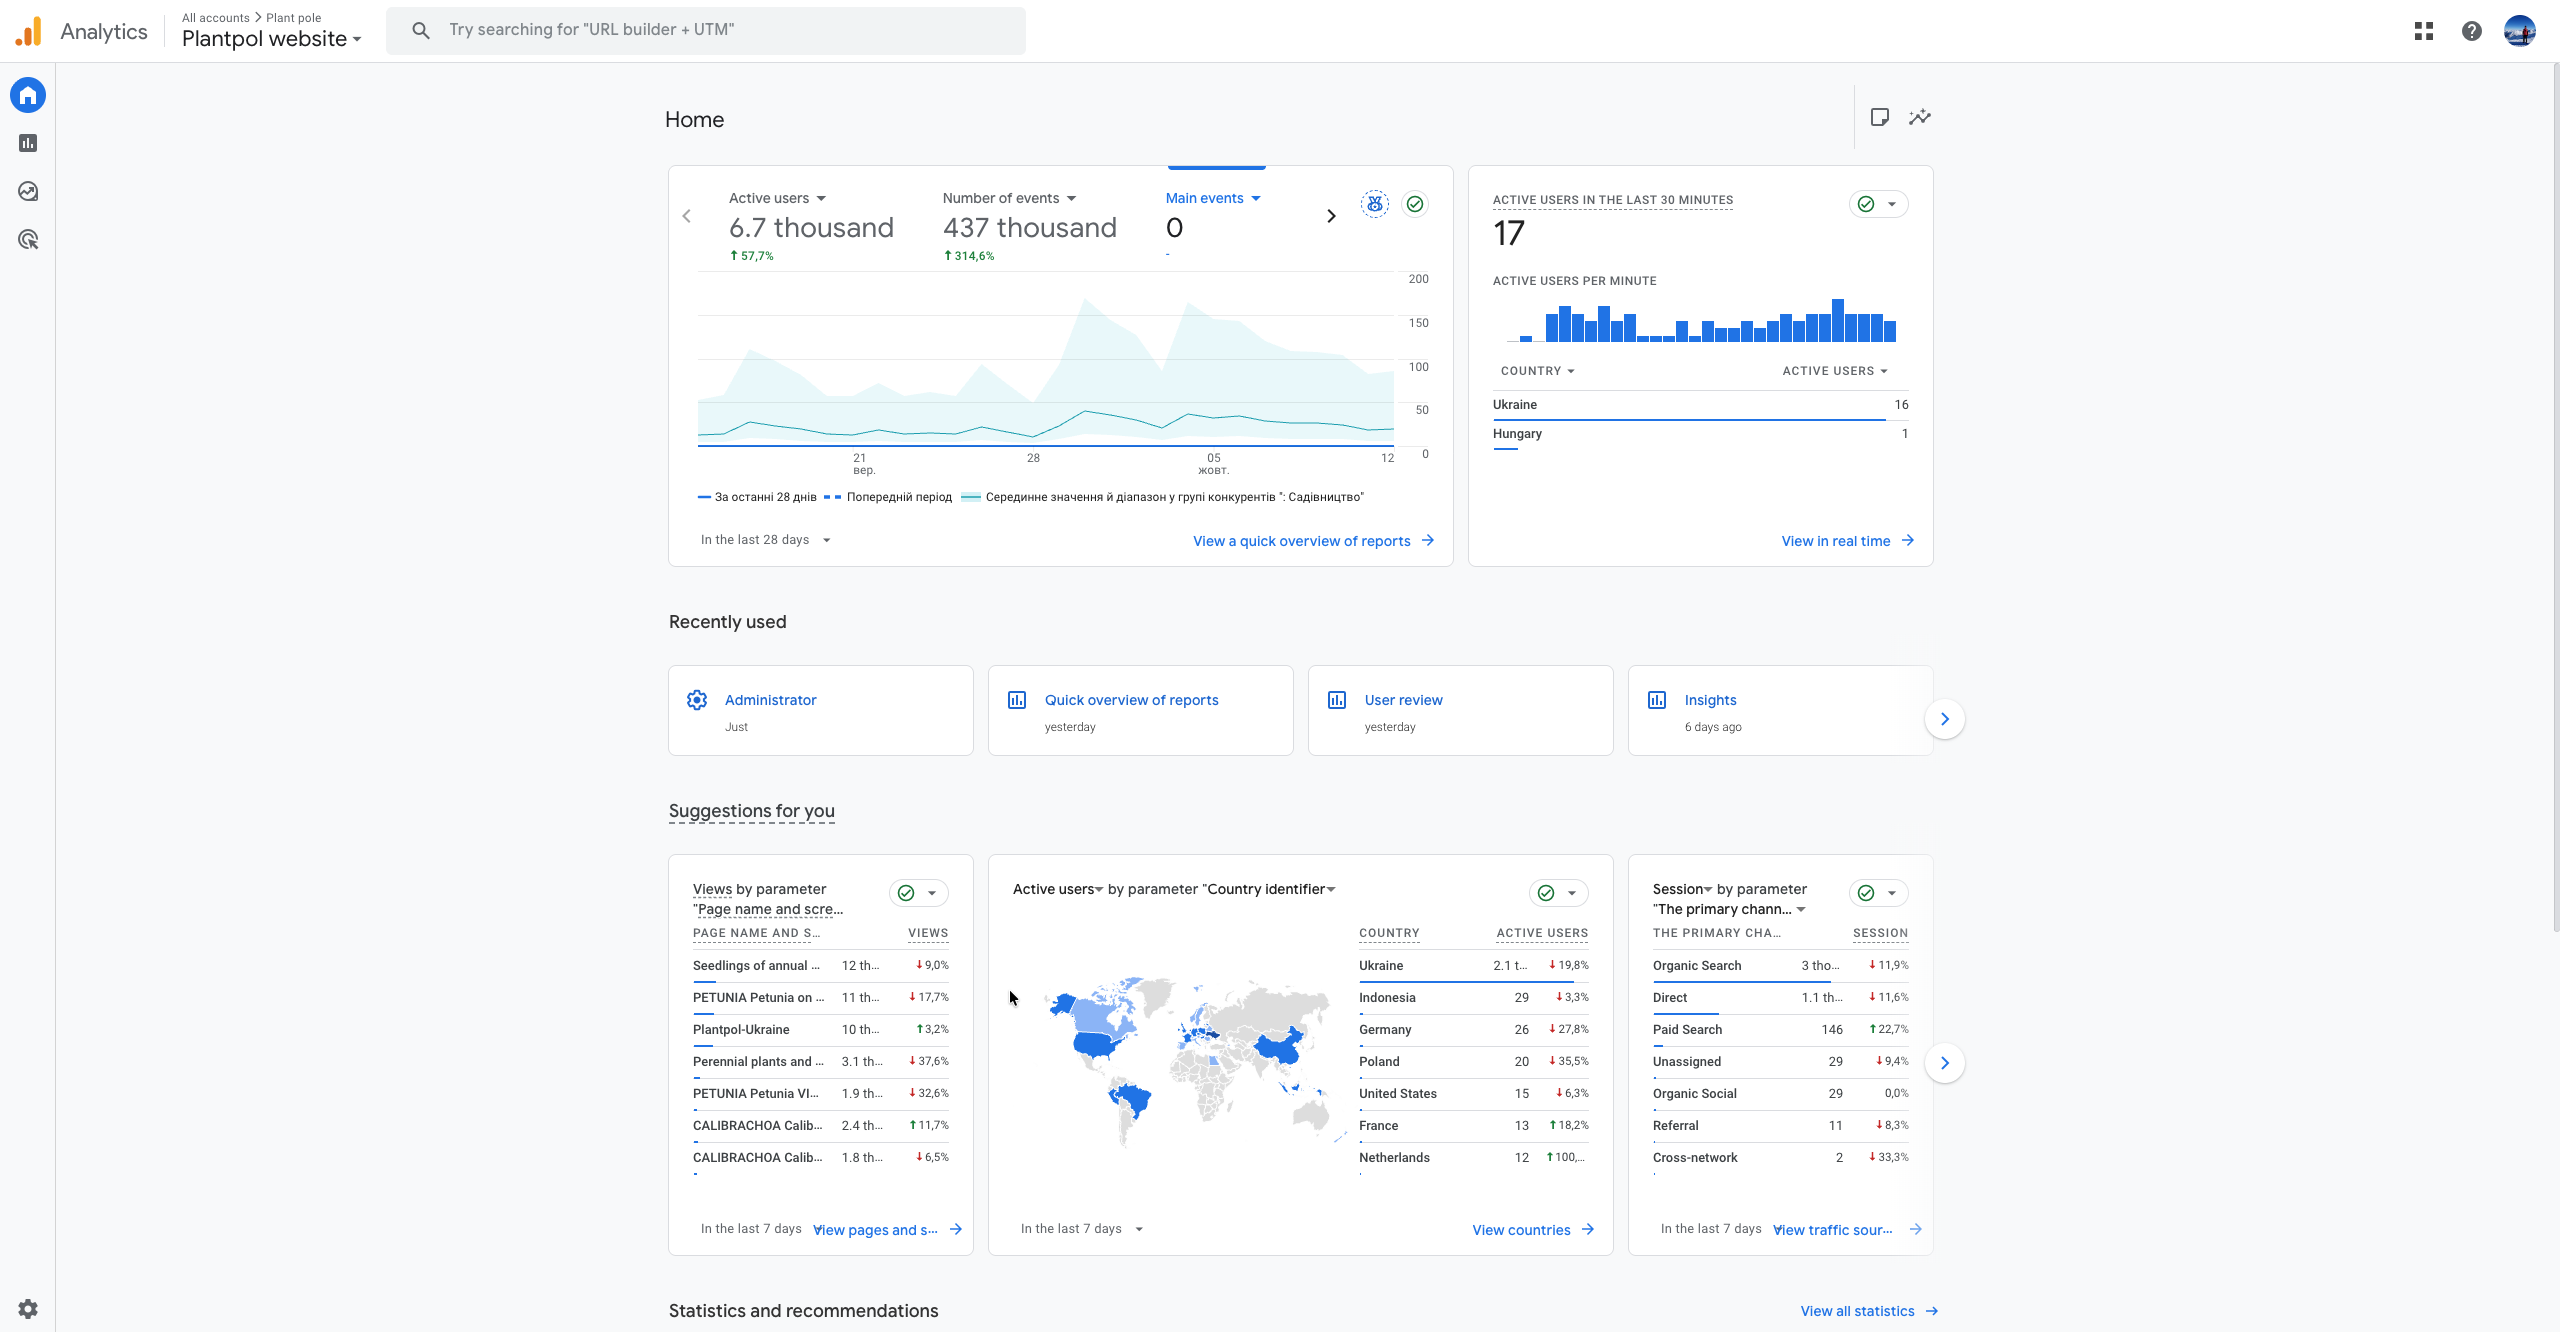 Analytics
All accounts > Plant pole
Plantpol website
Try searching for "URL builder + UTM"
Home
Active users
6.7 thousand
57,7%
Number of events
437 thousand
314,6%
Main events
0
-
200
150
100
50
0
21
вер.
28
05
жовт.
12
За останні 28 днів
Попередній період
Серединне значення й діапазон у групі конкурентів ": Садівництво"
In the last 28 days
View a quick overview of reports
ACTIVE USERS IN THE LAST 30 MINUTES
17
ACTIVE USERS PER MINUTE
COUNTRY ACTIVE USERS
Ukraine 16
Hungary 1
View in real time
Recently used
Administrator
Just
Quick overview of reports
yesterday
User review
yesterday
Insights
6 days ago
Suggestions for you
Views by parameter
"Page name and scre...
PAGE NAME AND S... VIEWS
Seedlings of annual ... 12 th... 9,0%
PETUNIA Petunia on ... 11 th... 17,7%
Plantpol-Ukraine 10 th... 3,2%
Perennial plants and ... 3.1 th... 37,6%
PETUNIA Petunia VI... 1.9 th... 32,6%
CALIBRACHOA Calib... 2.4 th... 11,7%
CALIBRACHOA Calib... 1.8 th... 6,5%
In the last 7 days
View pages and s...
Active users by parameter "Country identifier
COUNTRY ACTIVE USERS
Ukraine 2.1 t... 19,8%
Indonesia 29 3,3%
Germany 26 27,8%
Poland 20 35,5%
United States 15 6,3%
France 13 18,2%
Netherlands 12 100,...
In the last 7 days
View countries
Session by parameter
"The primary chann...
THE PRIMARY CHA... SESSION
Organic Search 3 tho... 11,9%
Direct 1.1 th... 11,6%
Paid Search 146 22,7%
Unassigned 29 9,4%
Organic Social 29 0,0%
Referral 11 8,3%
Cross-network 2 33,3%
In the last 7 days
View traffic sour...
Statistics and recommendations
View all statistics